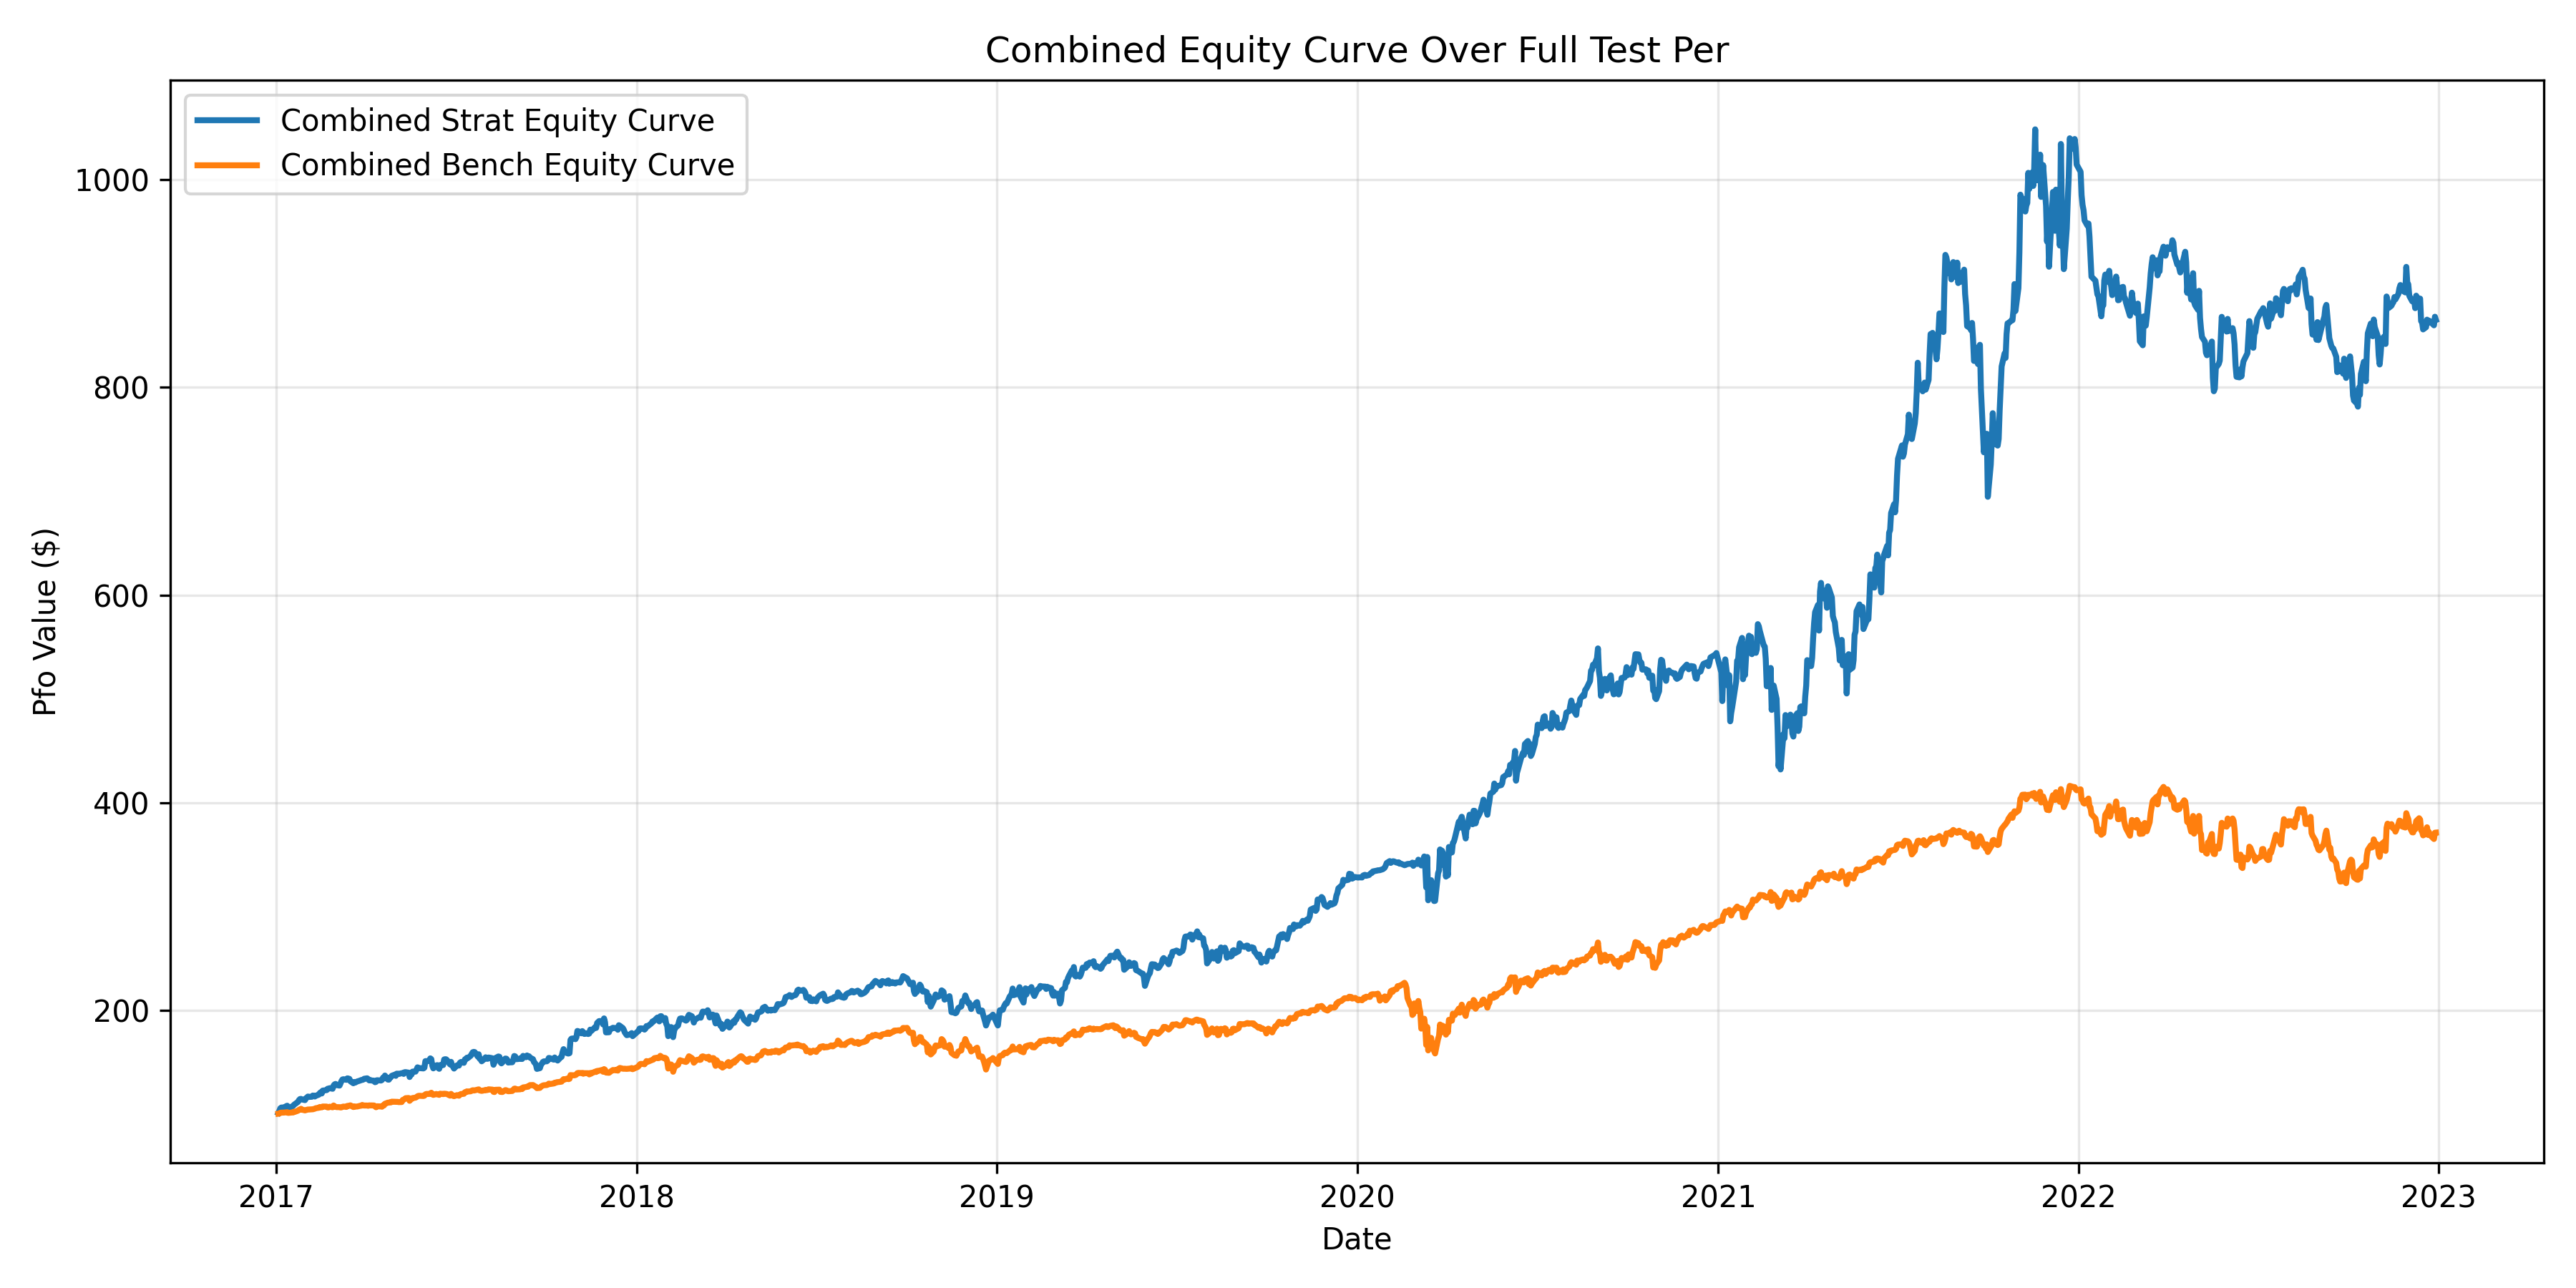 Combined Equity Curve Over Full Test Per
Combined Strat Equity Curve
Combined Bench Equity Curve
Pfo Value ($)
1000
800
600
400
200
2017 2018 2019 2020 2021 2022 2023
Date